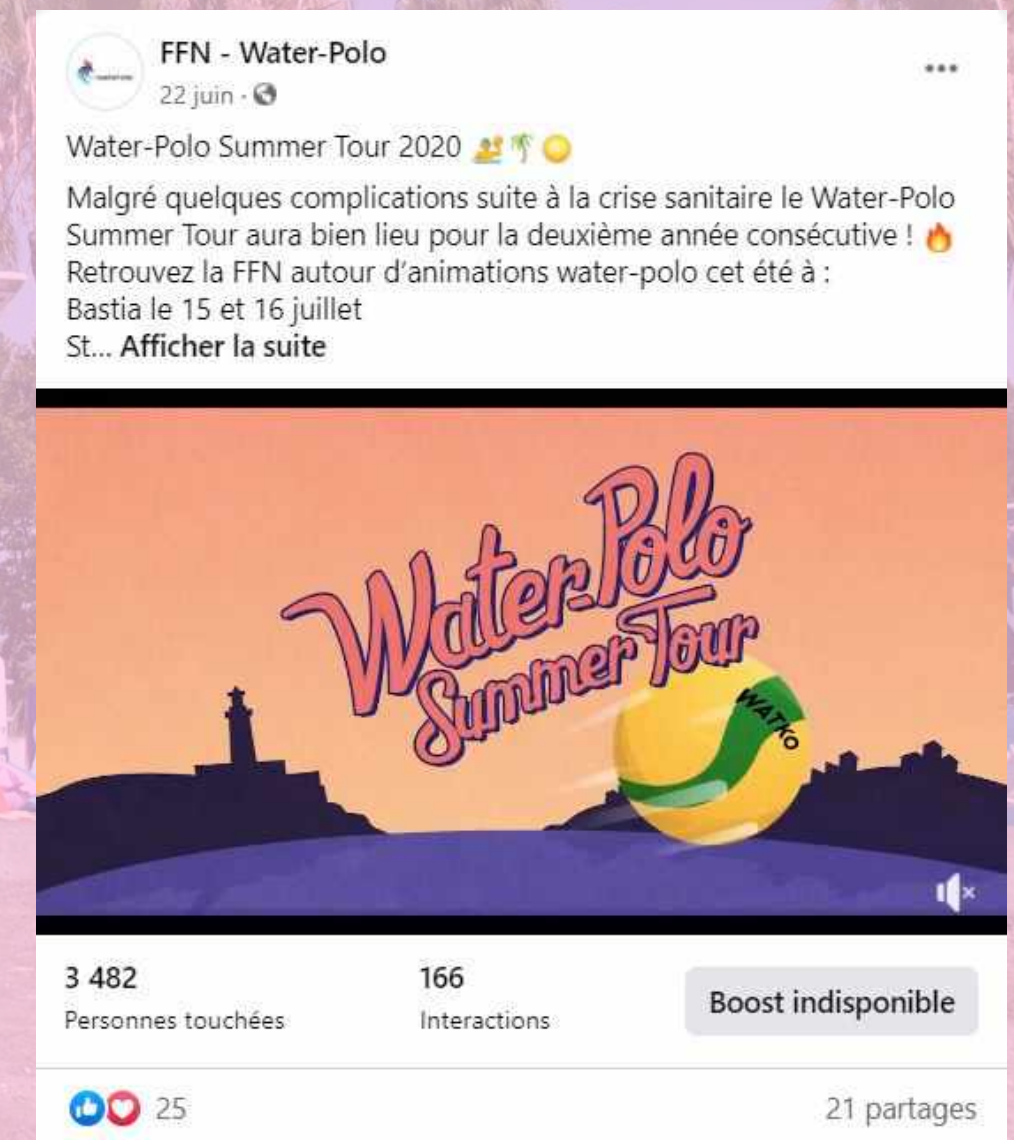 FFN - Water-Polo
22 juin ·
Water-Polo Summer Tour 2020 🏖🌴🌕
Malgré quelques complications suite à la crise sanitaire le Water-Polo
Summer Tour aura bien lieu pour la deuxième année consécutive ! 🔥
Retrouvez la FFN autour d'animations water-polo cet été à :
Bastia le 15 et 16 juillet
St... Afficher la suite
Water-Polo
Summer Tour
WATKO
3 482
Personnes touchées
166
Interactions
Boost indisponible
25
21 partages